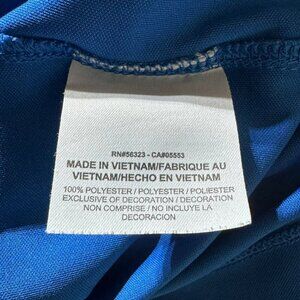 RN#56323 - CA#05553
MADE IN VIETNAM/FABRIQUE AU
VIETNAM/HECHO EN VIETNAM
100% POLYESTER / POLYESTER / POLIESTER
EXCLUSIVE OF DECORATION / DECORATION
NON COMPRISE / NO INCLUYE LA
DECORACION